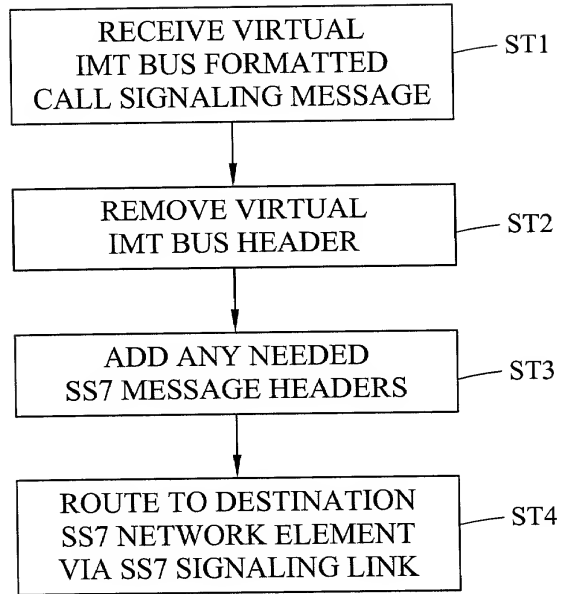 RECEIVE VIRTUAL
IMT BUS FORMATTED
CALL SIGNALING MESSAGE
ST1
REMOVE VIRTUAL
IMT BUS HEADER
ST2
ADD ANY NEEDED
SS7 MESSAGE HEADERS
ST3
ROUTE TO DESTINATION
SS7 NETWORK ELEMENT
VIA SS7 SIGNALING LINK
ST4